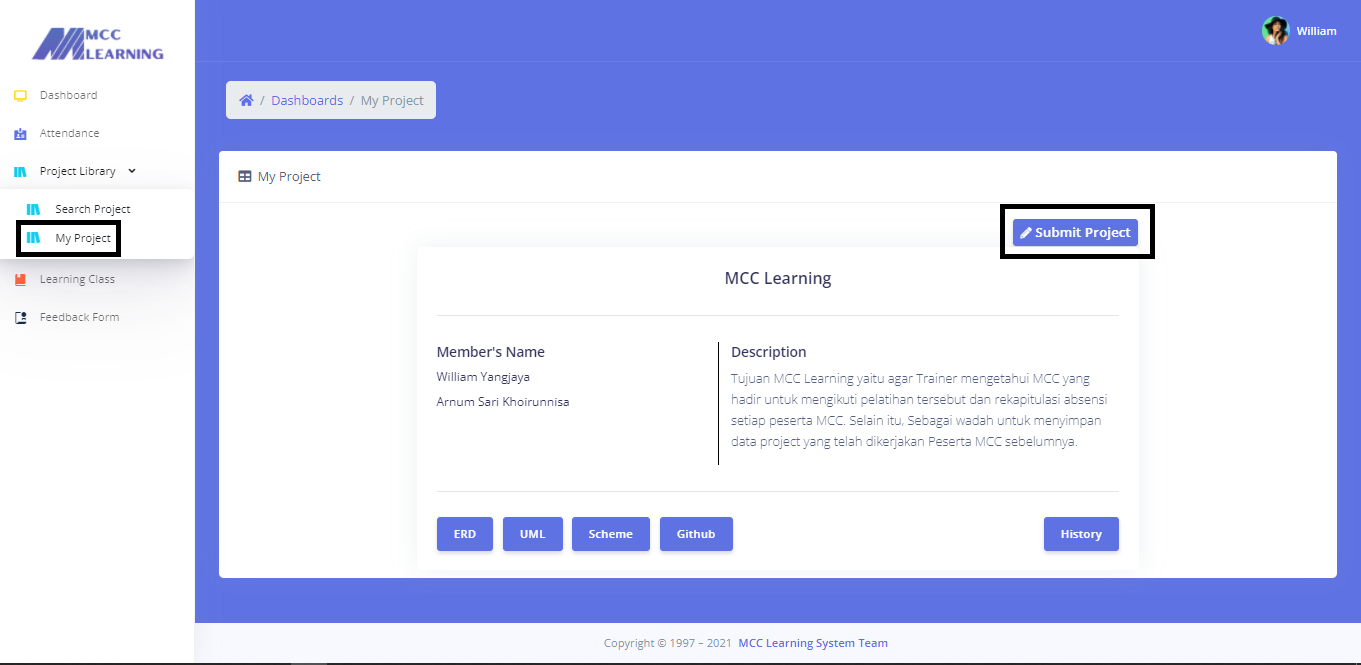 MCC
LEARNING
William
Dashboard
Attendance
Project Library
Search Project
My Project
Learning Class
Feedback Form
/ Dashboards / My Project
My Project
Submit Project
MCC Learning
Member's Name
William Yangjaya
Arnum Sari Khoirunnisa
Description
Tujuan MCC Learning yaitu agar Trainer mengetahui MCC yang
hadir untuk mengikuti pelatihan tersebut dan rekapitulasi absensi
setiap peserta MCC. Selain itu, Sebagai wadah untuk menyimpan
data project yang telah dikerjakan Peserta MCC sebelumnya.
ERD UML Scheme Github History
Copyright © 1997 – 2021 MCC Learning System Team